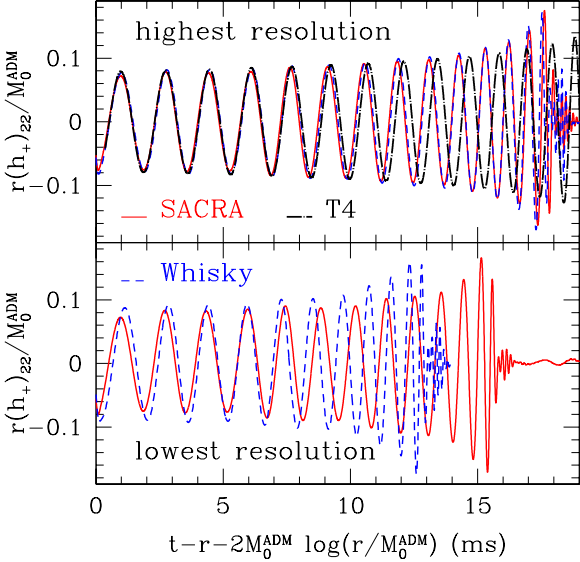 highest resolution
r(h₊)₂₂/M₀ᴬᴰᴹ
0.1
0
−0.1
SACRA
T4
Whisky
r(h₊)₂₂/M₀ᴬᴰᴹ
0.1
0
−0.1
lowest resolution
0
5
10
15
t−r−2M₀ᴬᴰᴹ log(r/M₀ᴬᴰᴹ) (ms)